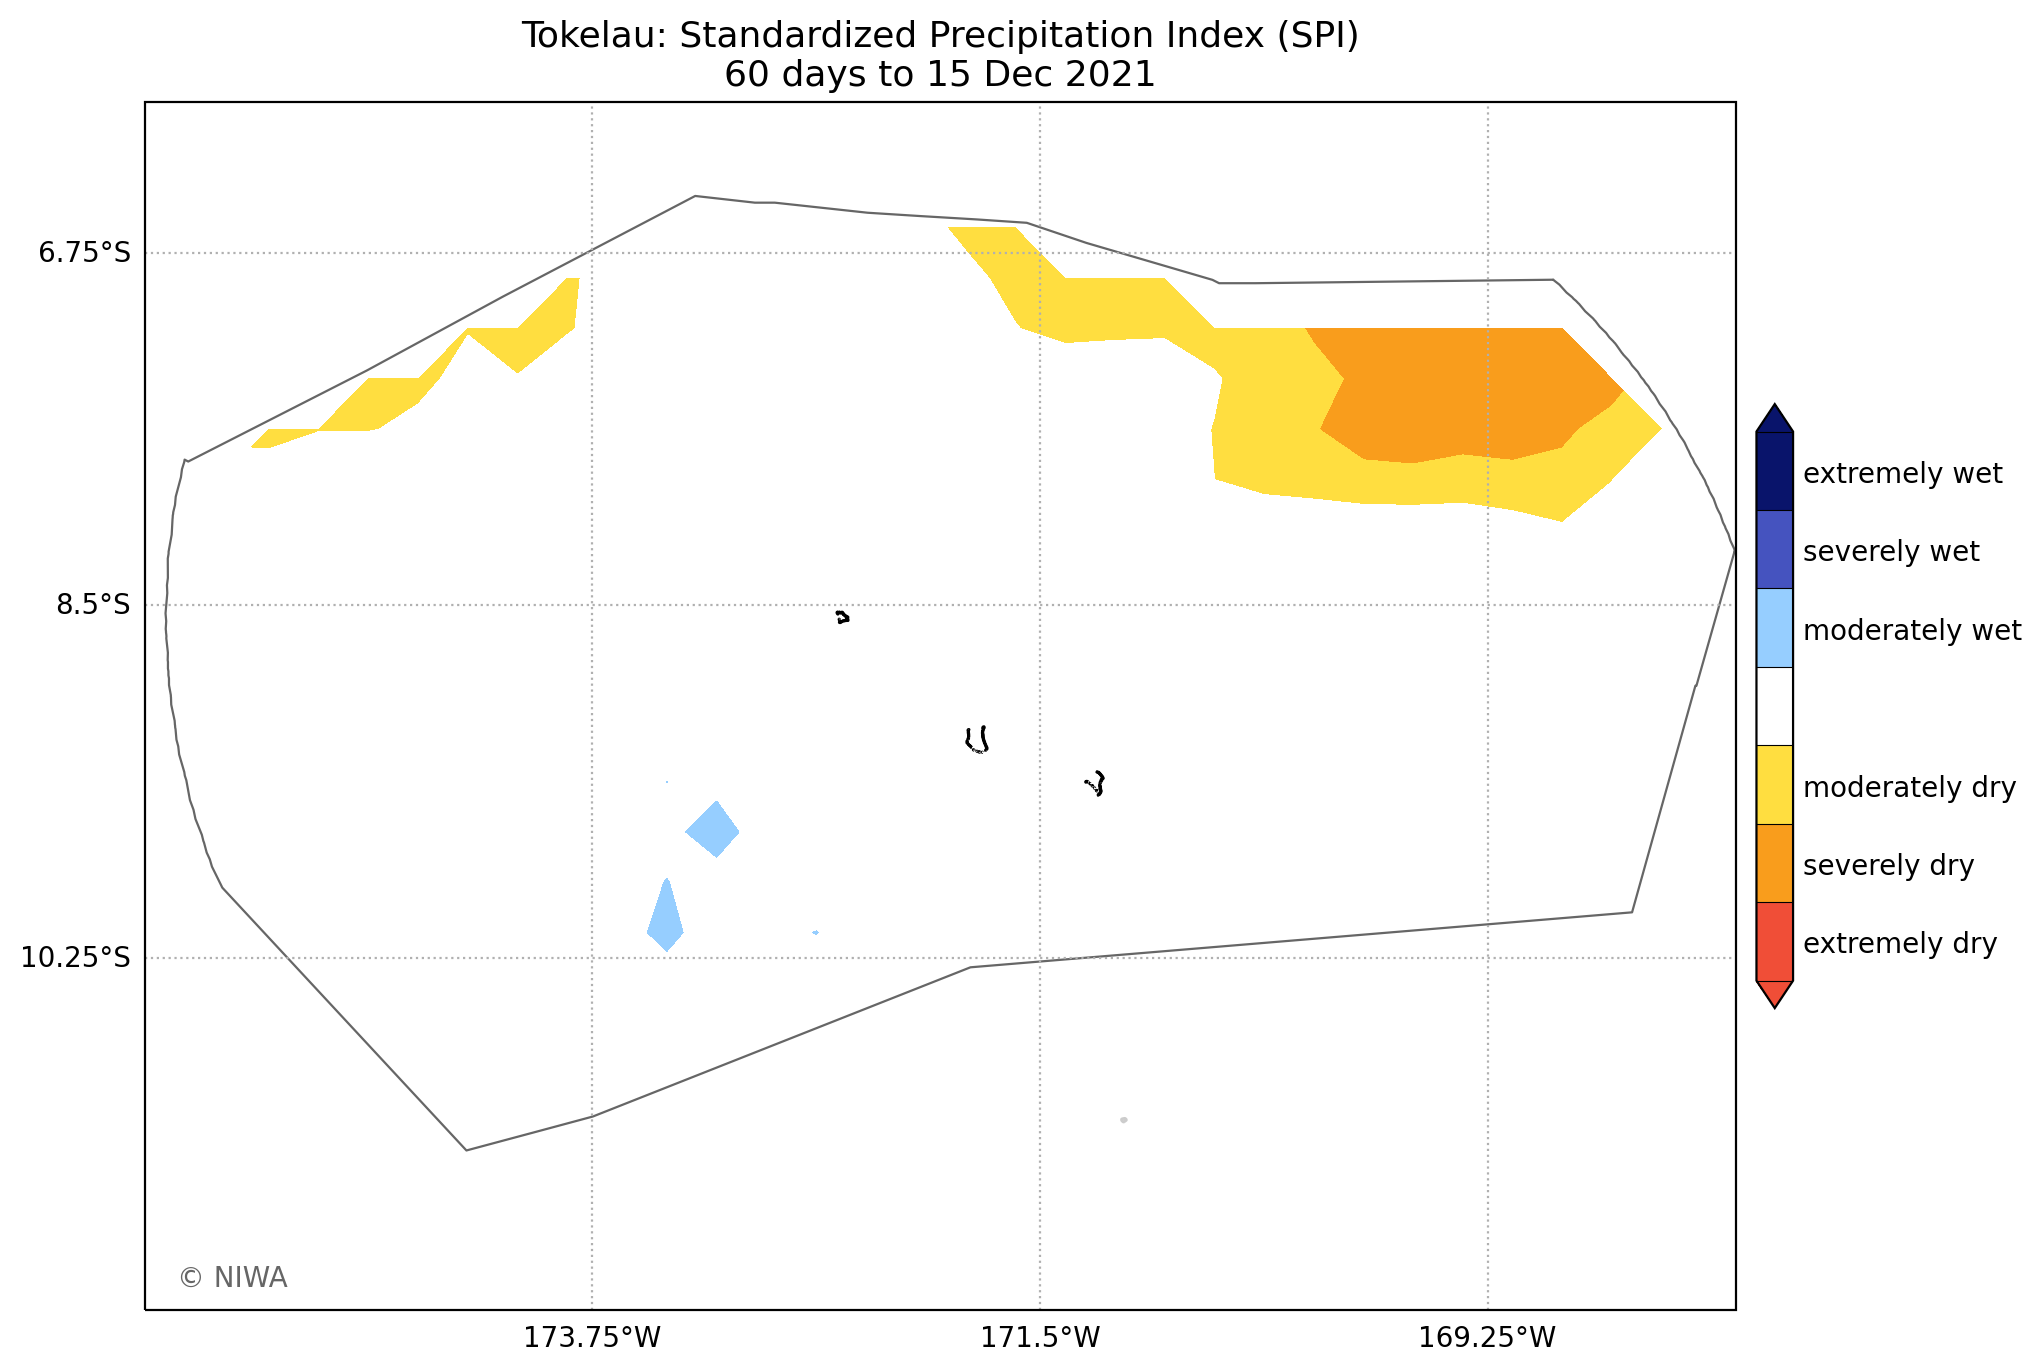 Tokelau: Standardized Precipitation Index (SPI)
60 days to 15 Dec 2021
6.75°S
8.5°S
10.25°S
173.75°W
171.5°W
169.25°W
extremely wet
severely wet
moderately wet
moderately dry
severely dry
extremely dry
© NIWA